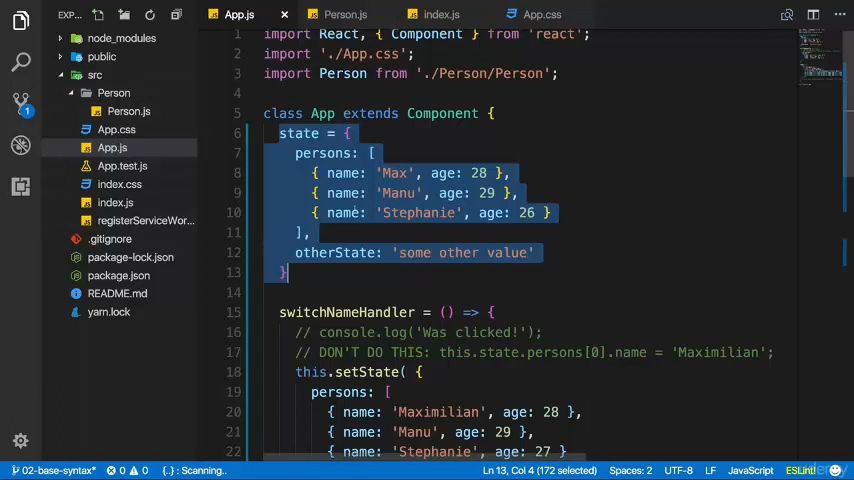 EXP...
App.js
Person.js
index.js
App.css
node_modules
public
src
Person
Person.js
App.css
App.js
App.test.js
index.css
index.js
registerServiceWor...
.gitignore
package-lock.json
package.json
README.md
yarn.lock
1
1 import React, { Component } from 'react';
2 import './App.css';
3 import Person from './Person/Person';
4
5 class App extends Component {
6 state = {
7 persons: [
8 { name: 'Max', age: 28 },
9 { name: 'Manu', age: 29 },
10 { name: 'Stephanie', age: 26 }
11 ],
12 otherState: 'some other value'
13 }
14
15 switchNameHandler = () => {
16 // console.log('Was clicked!');
17 // DON'T DO THIS: this.state.persons[0].name = 'Maximilian';
18 this.setState( {
19 persons: [
20 { name: 'Maximilian', age: 28 },
21 { name: 'Manu', age: 29 },
22 { name: 'Stephanie', age: 27 }
02-base-syntax* 0 0 {..} : Scanning.. Ln 13, Col 4 (172 selected) Spaces: 2 UTF-8 LF JavaScript ESLint!